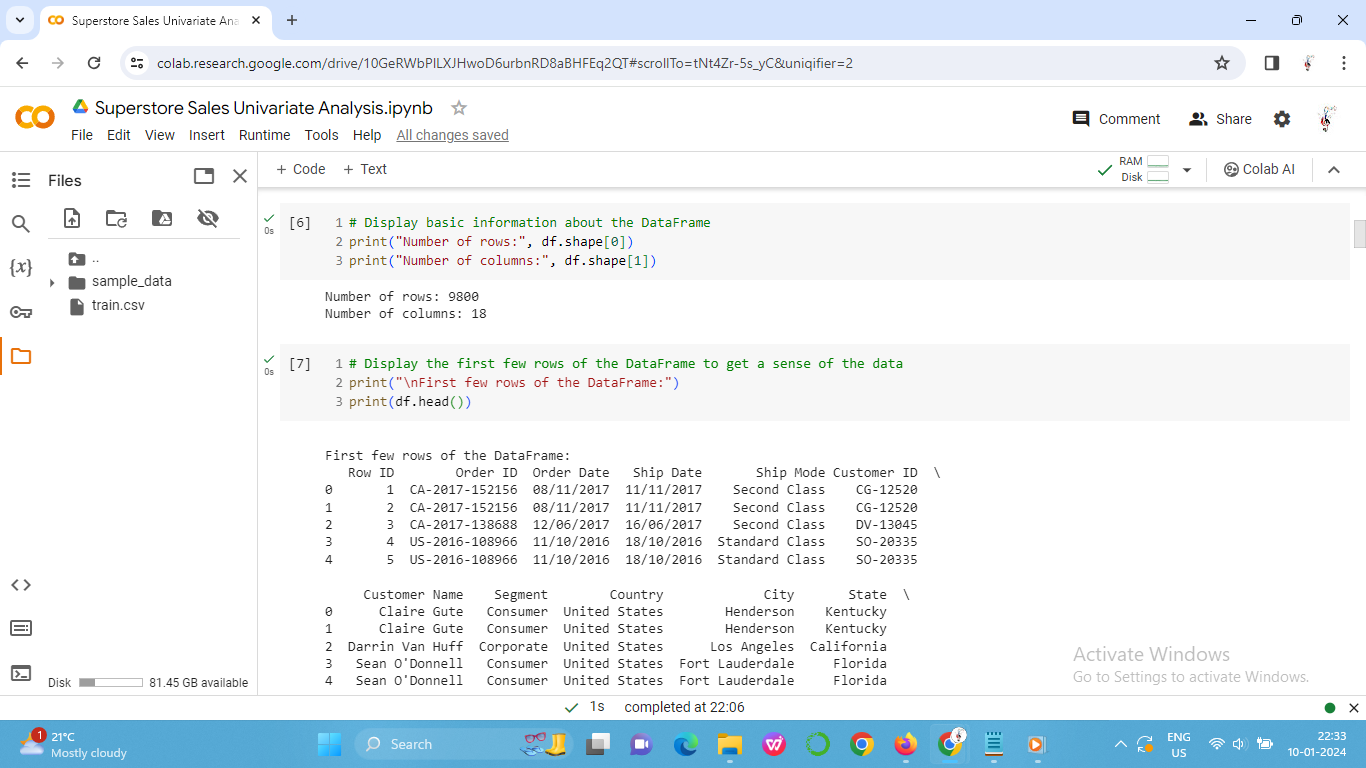 Superstore Sales Univariate Ana
colab.research.google.com/drive/10GeRWbPlLXJHwoD6urbnRD8aBHFEq2QT#scrollTo=tNt4Zr-5s_yC&uniqifier=2
Superstore Sales Univariate Analysis.ipynb
File Edit View Insert Runtime Tools Help All changes saved
Comment Share
Files
+ Code + Text
RAM
Disk
Colab AI
..
sample_data
train.csv
{x}
Disk 81.45 GB available
0s
[6]
1 # Display basic information about the DataFrame
2 print("Number of rows:", df.shape[0])
3 print("Number of columns:", df.shape[1])
Number of rows: 9800
Number of columns: 18
0s
[7]
1 # Display the first few rows of the DataFrame to get a sense of the data
2 print("\nFirst few rows of the DataFrame:")
3 print(df.head())
First few rows of the DataFrame:
Row ID Order ID Order Date Ship Date Ship Mode Customer ID \
0 1 CA-2017-152156 08/11/2017 11/11/2017 Second Class CG-12520
1 2 CA-2017-152156 08/11/2017 11/11/2017 Second Class CG-12520
2 3 CA-2017-138688 12/06/2017 16/06/2017 Second Class DV-13045
3 4 US-2016-108966 11/10/2016 18/10/2016 Standard Class SO-20335
4 5 US-2016-108966 11/10/2016 18/10/2016 Standard Class SO-20335
Customer Name Segment Country City State \
0 Claire Gute Consumer United States Henderson Kentucky
1 Claire Gute Consumer United States Henderson Kentucky
2 Darrin Van Huff Corporate United States Los Angeles California
3 Sean O'Donnell Consumer United States Fort Lauderdale Florida
4 Sean O'Donnell Consumer United States Fort Lauderdale Florida
Activate Windows
Go to Settings to activate Windows.
1s completed at 22:06
1
21°C
Mostly cloudy
Search
ENG
US
22:33
10-01-2024